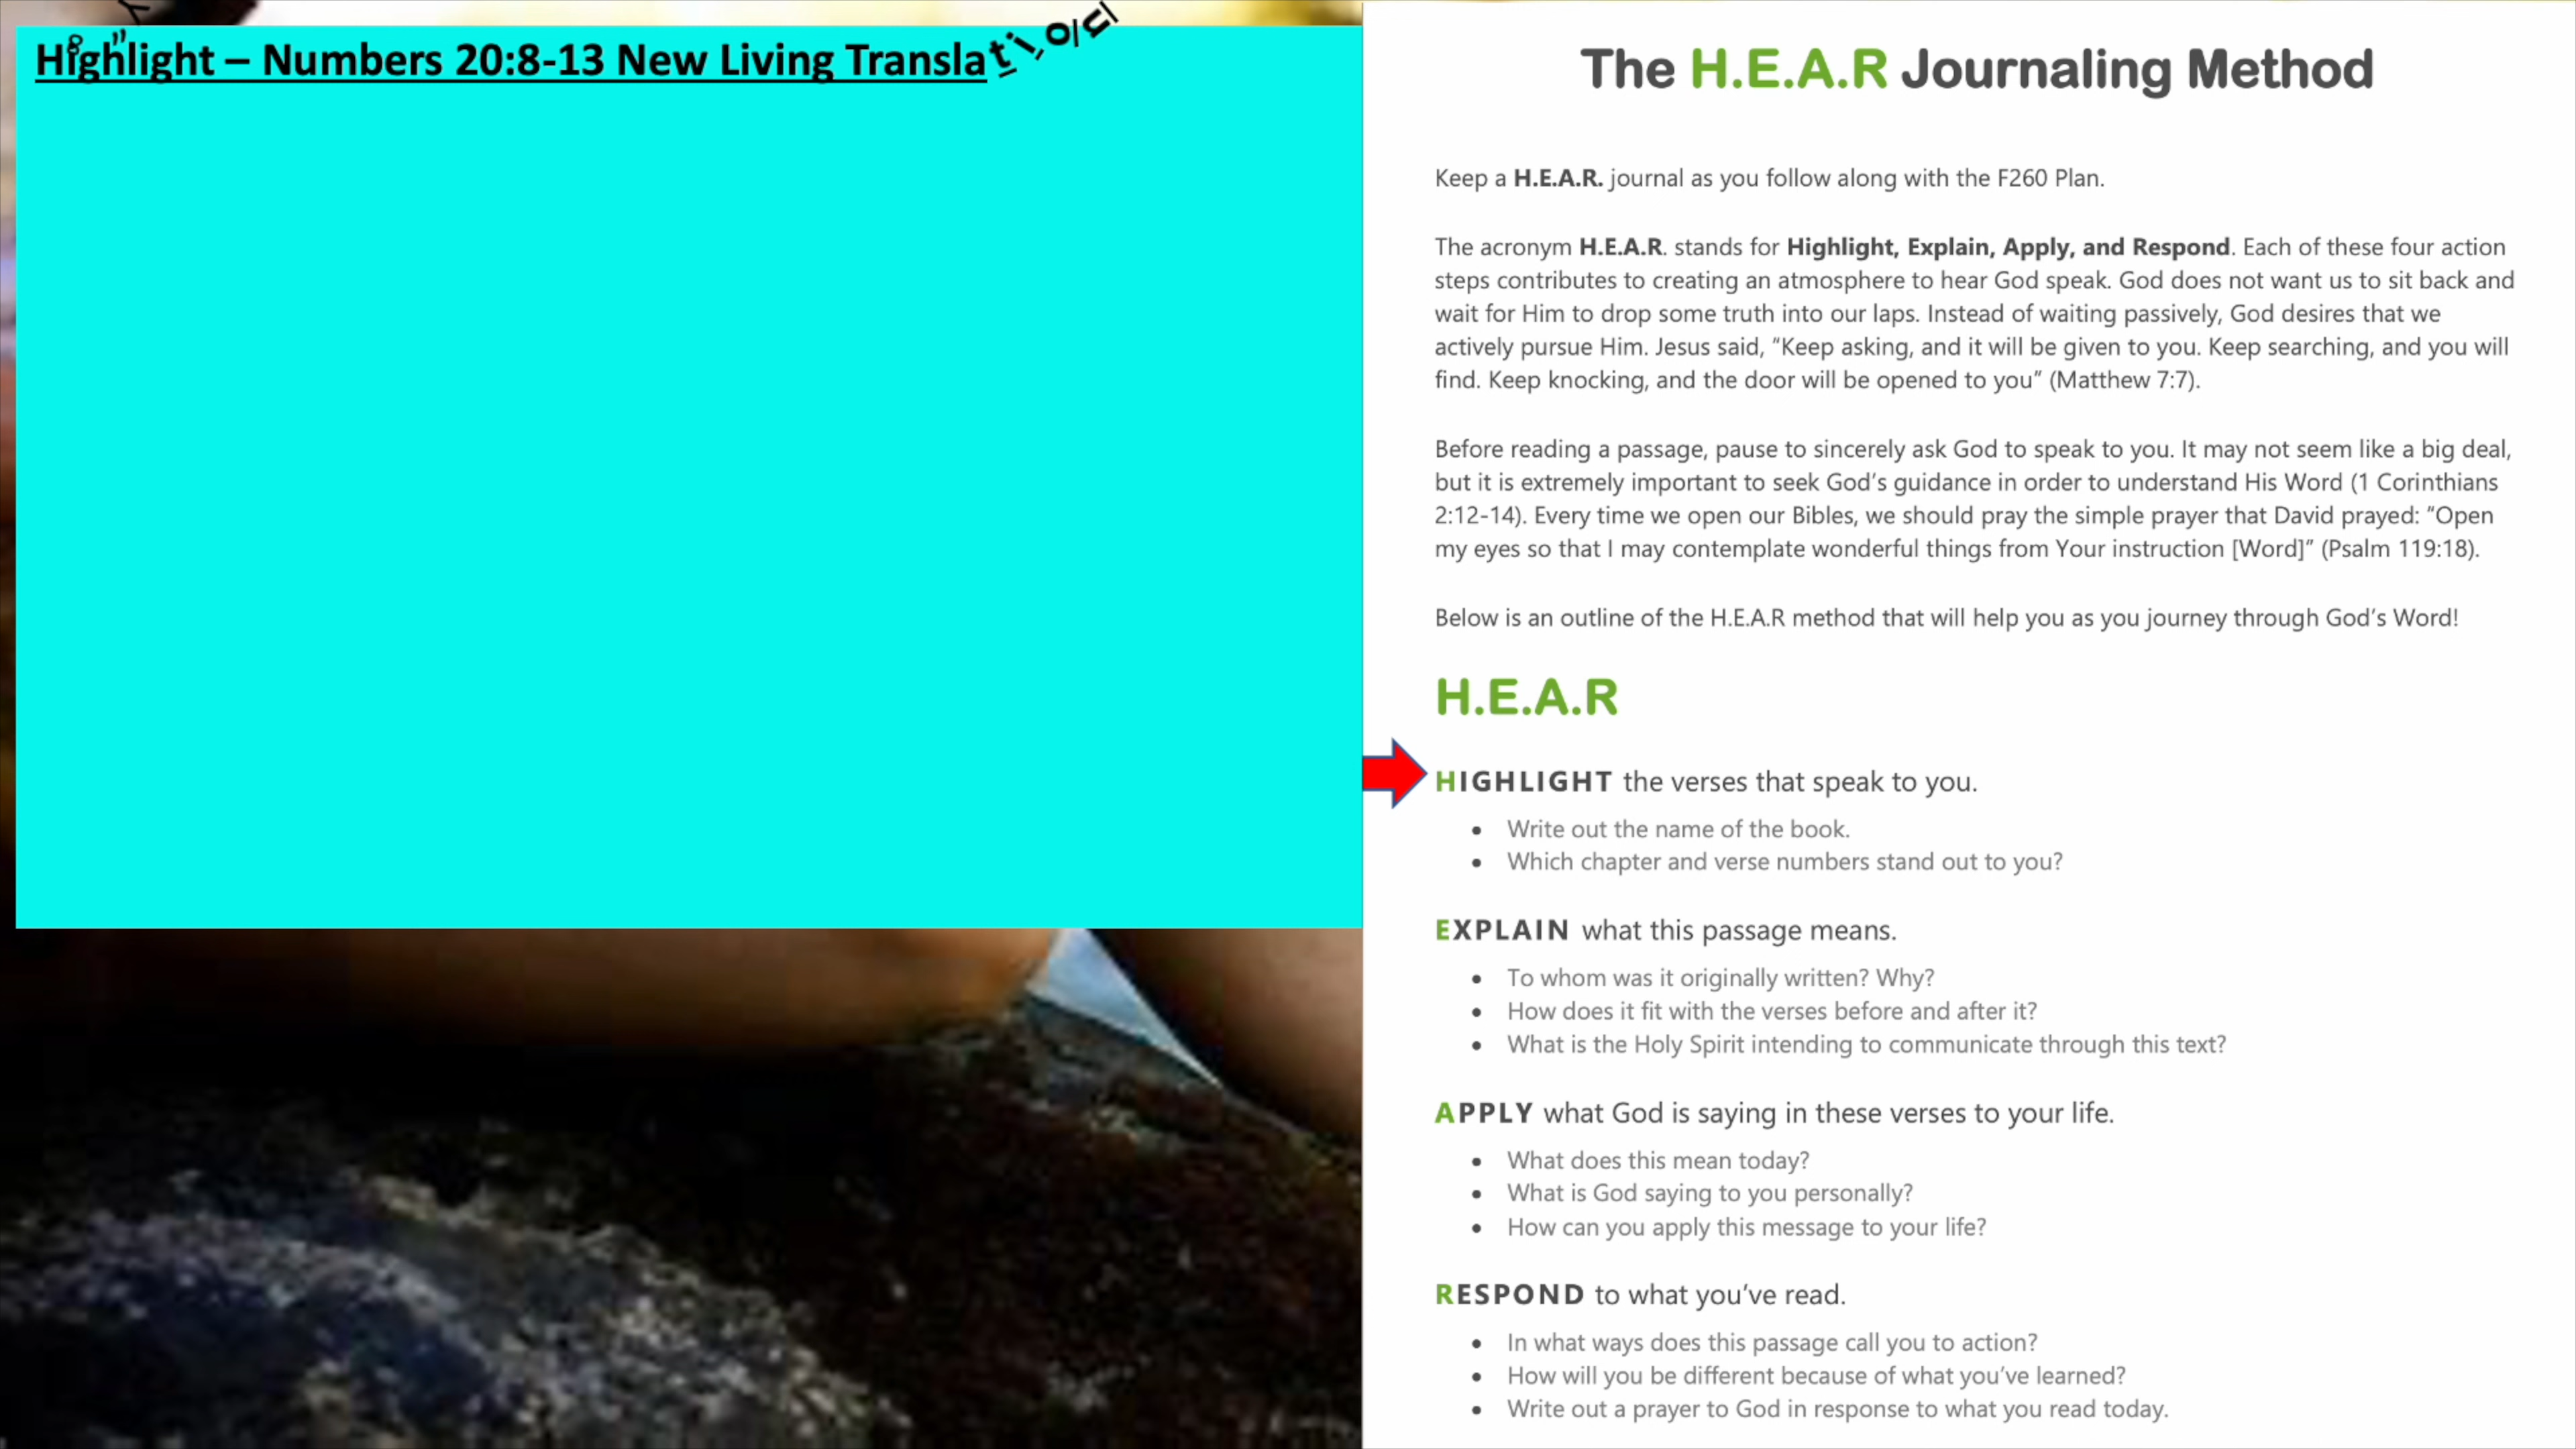 Highlight – Numbers 20:8-13 New Living Translation
The H.E.A.R Journaling Method
Keep a H.E.A.R. journal as you follow along with the F260 Plan.
The acronym H.E.A.R. stands for Highlight, Explain, Apply, and Respond. Each of these four action
steps contributes to creating an atmosphere to hear God speak. God does not want us to sit back and
wait for Him to drop some truth into our laps. Instead of waiting passively, God desires that we
actively pursue Him. Jesus said, “Keep asking, and it will be given to you. Keep searching, and you will
find. Keep knocking, and the door will be opened to you” (Matthew 7:7).
Before reading a passage, pause to sincerely ask God to speak to you. It may not seem like a big deal,
but it is extremely important to seek God’s guidance in order to understand His Word (1 Corinthians
2:12-14). Every time we open our Bibles, we should pray the simple prayer that David prayed: “Open
my eyes so that I may contemplate wonderful things from Your instruction [Word]” (Psalm 119:18).
Below is an outline of the H.E.A.R method that will help you as you journey through God’s Word!
H.E.A.R
HIGHLIGHT the verses that speak to you.
• Write out the name of the book.
• Which chapter and verse numbers stand out to you?
EXPLAIN what this passage means.
• To whom was it originally written? Why?
• How does it fit with the verses before and after it?
• What is the Holy Spirit intending to communicate through this text?
APPLY what God is saying in these verses to your life.
• What does this mean today?
• What is God saying to you personally?
• How can you apply this message to your life?
RESPOND to what you’ve read.
• In what ways does this passage call you to action?
• How will you be different because of what you’ve learned?
• Write out a prayer to God in response to what you read today.